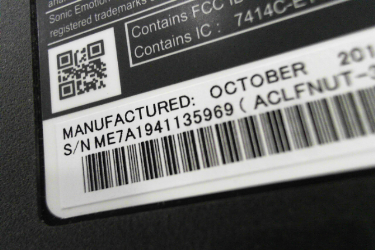 Sonic Emotion
registered trademarks
Contains FCC ID
Contains IC : 7414C-E
MANUFACTURED: OCTOBER 201
S/N ME7A1941135969 ( ACLFNUT-